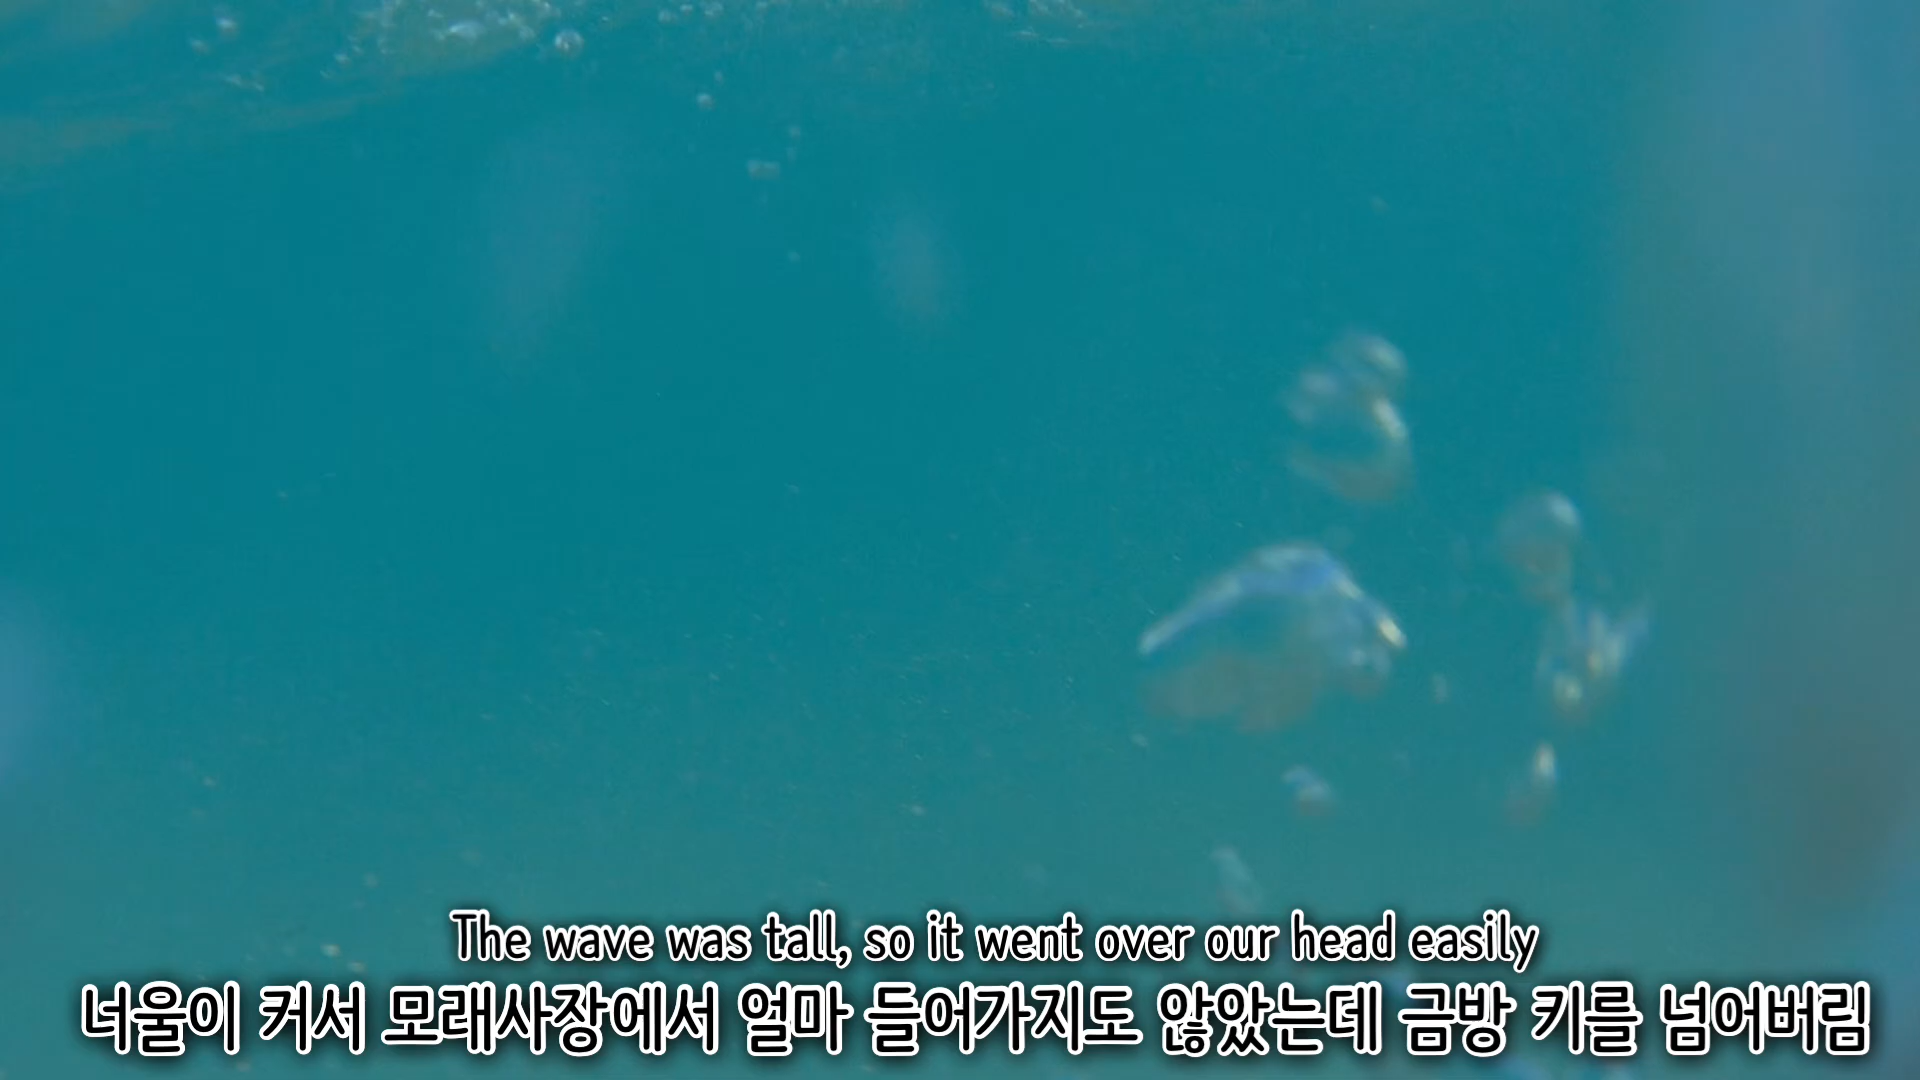 The wave was tall, so it went over our head easily
너울이 커서 모래사장에서 얼마 들어가지도 않았는데 금방 키를 넘어버림